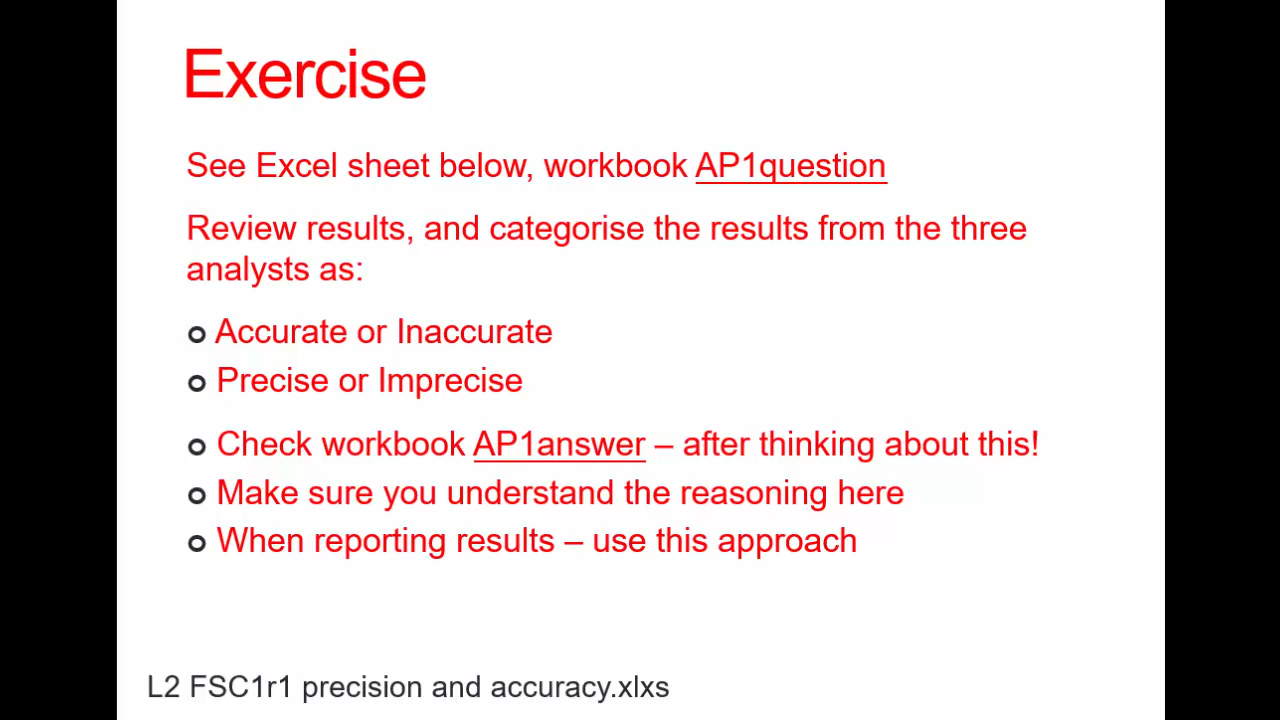 Exercise
See Excel sheet below, workbook AP1question
Review results, and categorise the results from the three
analysts as:
Accurate or Inaccurate
Precise or Imprecise
Check workbook AP1answer – after thinking about this!
Make sure you understand the reasoning here
When reporting results – use this approach
L2 FSC1r1 precision and accuracy.xlxs